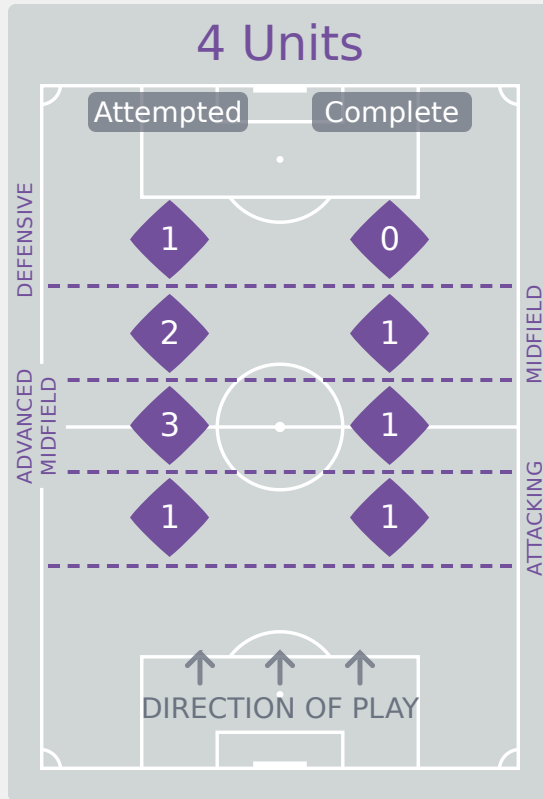 4 Units
Attempted Complete
DEFENSIVE
1 0
MIDFIELD
2 1
ADVANCED
MIDFIELD
3 1
ATTACKING
1 1
DIRECTION OF PLAY